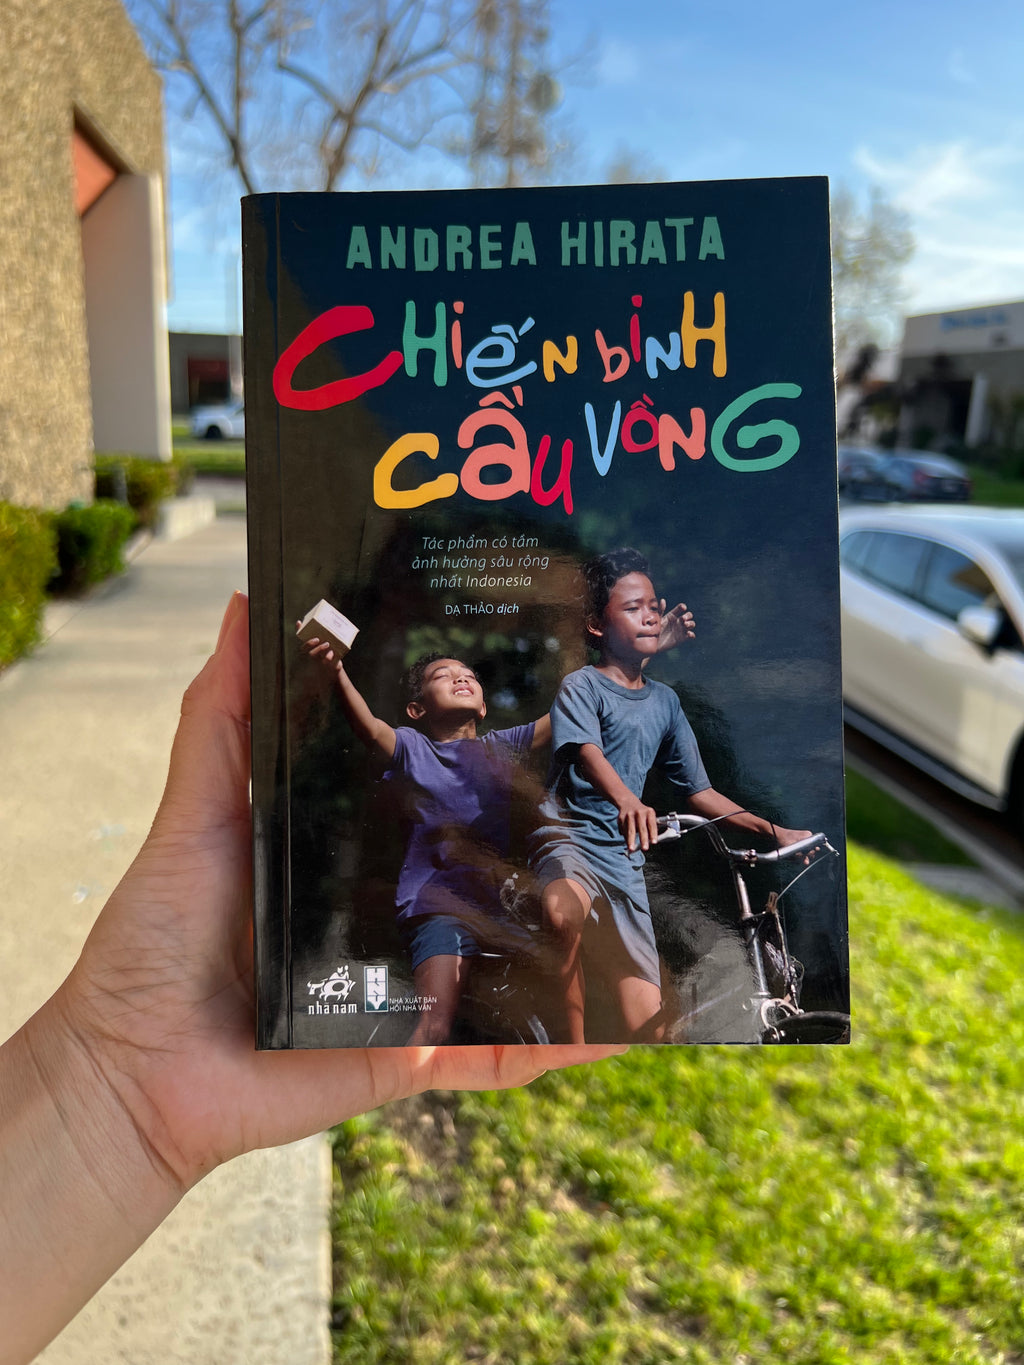 ANDREA HIRATA
CHiẾN biNH
CẦU VỒNG
Tác phẩm có tầm
ảnh hưởng sâu rộng
nhất Indonesia
DẠ THẢO dịch
nhã nam
NHÀ XUẤT BẢN
HỘI NHÀ VĂN